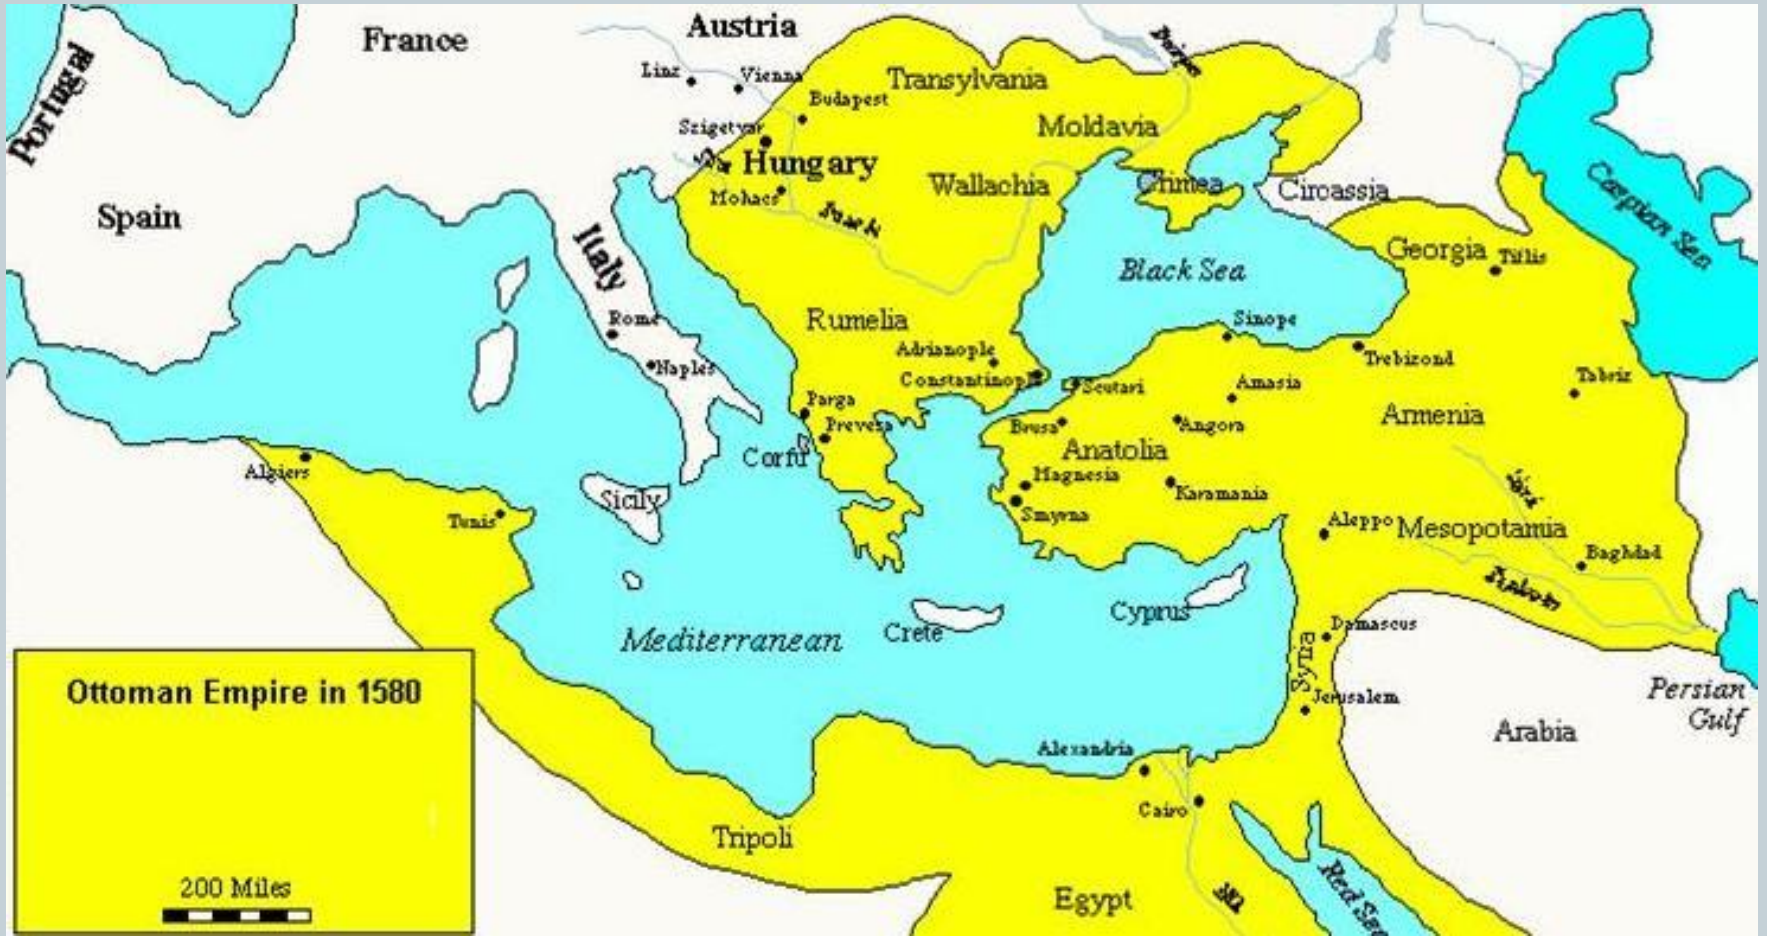 France
Austria
Portugal
Spain
Italy
Linz
Vienna
Budapest
Szigetvar
Hungary
Mohacs
Transylvania
Moldavia
Wallachia
Crimea
Circassia
Caspian Sea
Georgia
Tiflis
Black Sea
Rumelia
Rome
Naples
Adrianople
Constantinople
Scutari
Sinope
Trebizond
Amasia
Tabriz
Armenia
Parga
Prevesa
Corfu
Brusa
Angora
Anatolia
Magnesia
Smyrna
Karamania
Algiers
Tunis
Sicily
Aleppo
Mesopotamia
Baghdad
Mediterranean
Crete
Cyprus
Damascus
Syria
Jerusalem
Persian
Gulf
Arabia
Alexandria
Cairo
Tripoli
Egypt
Red Sea
Ottoman Empire in 1580
200 Miles